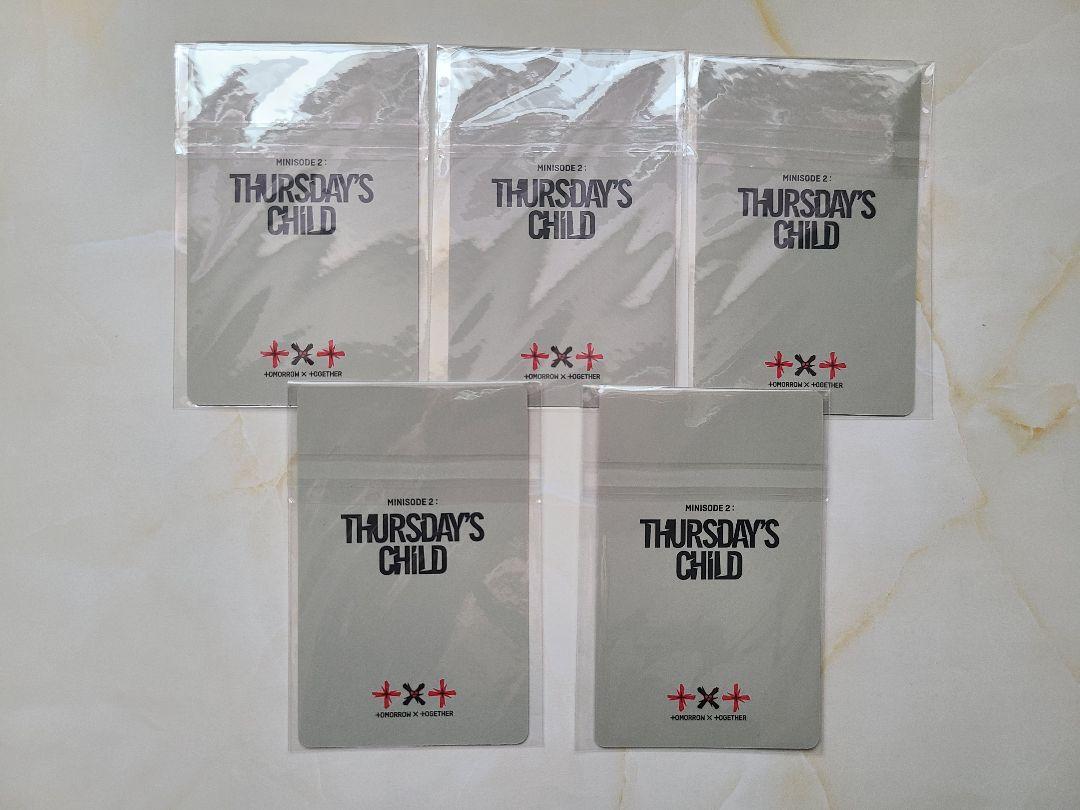 MINISODE 2 :
THURSDAY'S
CHILD
TOMORROW X TOGETHER
MINISODE 2 :
THURSDAY'S
CHILD
TOMORROW X TOGETHER
MINISODE 2 :
THURSDAY'S
CHILD
TOMORROW X TOGETHER
MINISODE 2 :
THURSDAY'S
CHILD
TOMORROW X TOGETHER
MINISODE 2 :
THURSDAY'S
CHILD
TOMORROW X TOGETHER